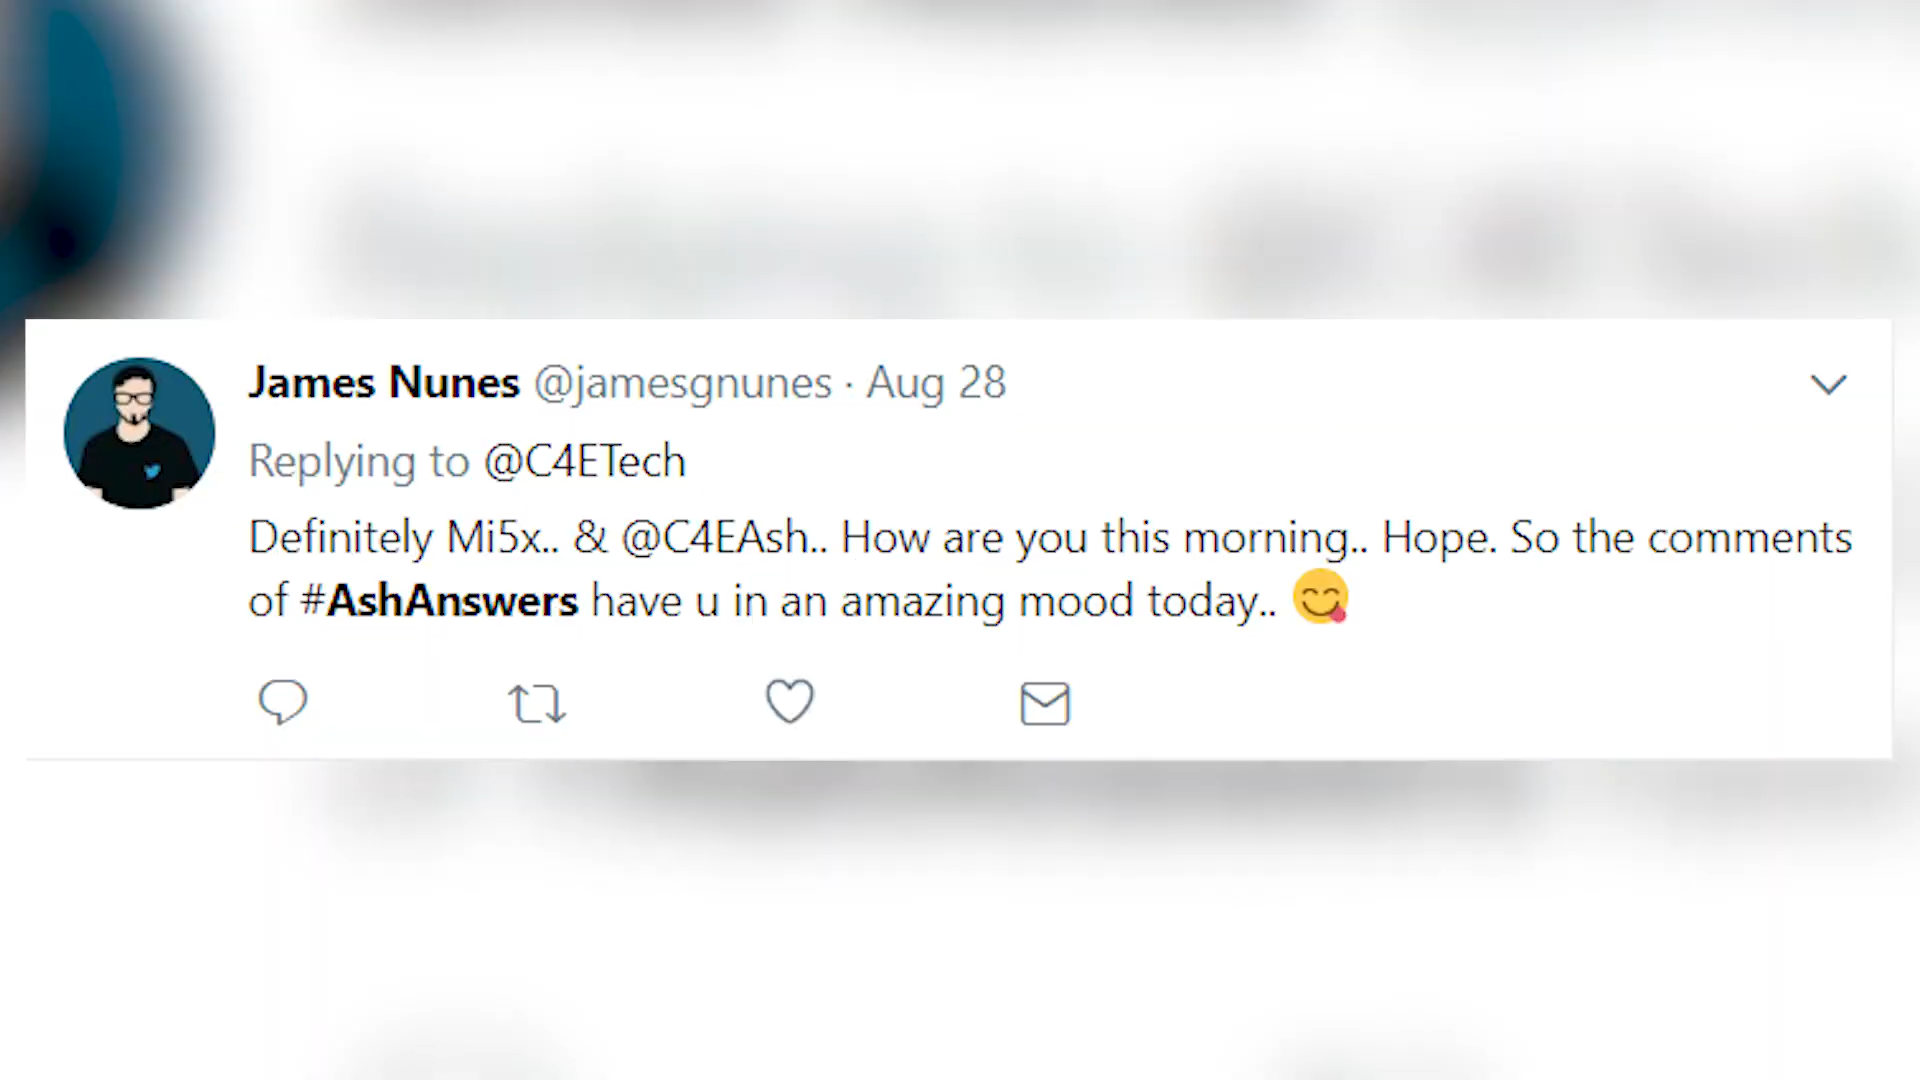 James Nunes @jamesgnunes · Aug 28
Replying to @C4ETech
Definitely Mi5x.. & @C4EAsh.. How are you this morning.. Hope. So the comments
of #AshAnswers have u in an amazing mood today.. 😋